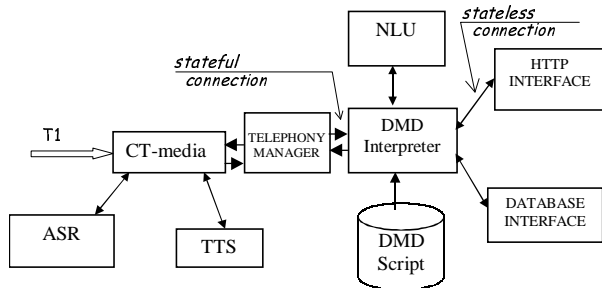 NLU
stateless
connection
HTTP
INTERFACE
stateful
connection
T1
CT-media
TELEPHONY
MANAGER
DMD
Interpreter
ASR
TTS
DMD
Script
DATABASE
INTERFACE